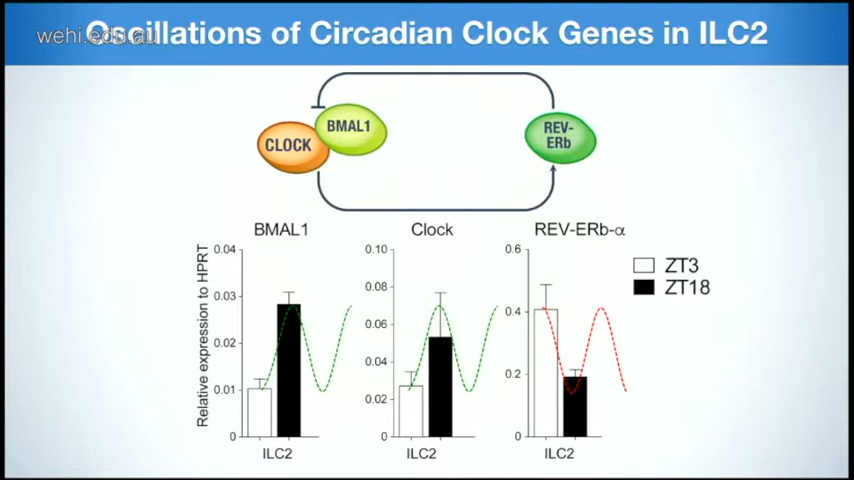 Oscillations of Circadian Clock Genes in ILC2
wehi.edu.au
CLOCK
BMAL1
REV-
ERb
BMAL1
Clock
REV-ERb-α
Relative expression to HPRT
0.04
0.03
0.02
0.01
0
ILC2
0.10
0.08
0.06
0.04
0.02
0
ILC2
0.6
0.4
0.2
0
ILC2
ZT3
ZT18